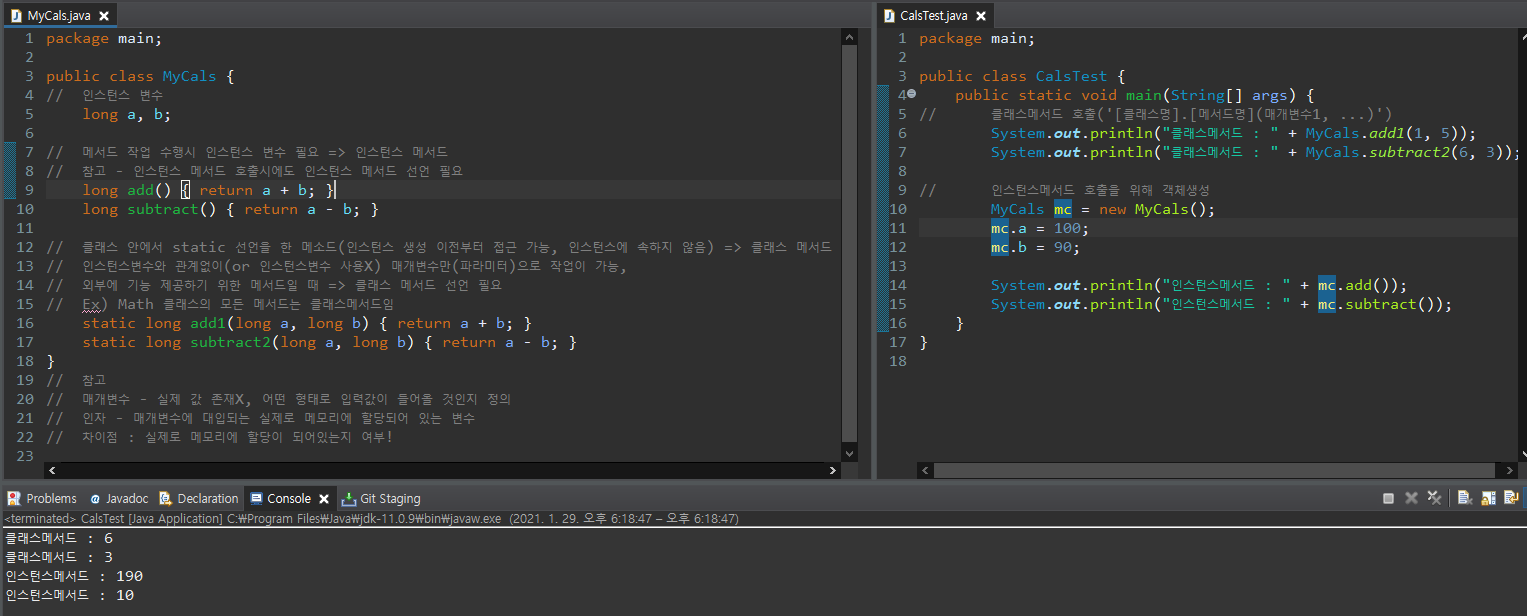 MyCals.java
1 package main;
2
3 public class MyCals {
4 // 인스턴스 변수
5 long a, b;
6
7 // 메서드 작업 수행시 인스턴스 변수 필요 => 인스턴스 메서드
8 // 참고 - 인스턴스 메서드 호출시에도 인스턴스 메서드 선언 필요
9 long add() { return a + b; }
10 long subtract() { return a - b; }
11
12 // 클래스 안에서 static 선언을 한 메소드(인스턴스 생성 이전부터 접근 가능, 인스턴스에 속하지 않음) => 클래스 메서드
13 // 인스턴스변수와 관계없이(or 인스턴스변수 사용X) 매개변수만(파라미터)으로 작업이 가능,
14 // 외부에 기능 제공하기 위한 메서드일 때 => 클래스 메서드 선언 필요
15 // Ex) Math 클래스의 모든 메서드는 클래스메서드임
16 static long add1(long a, long b) { return a + b; }
17 static long subtract2(long a, long b) { return a - b; }
18 }
19 // 참고
20 // 매개변수 - 실제 값 존재X, 어떤 형태로 입력값이 들어올 것인지 정의
21 // 인자 - 매개변수에 대입되는 실제로 메모리에 할당되어 있는 변수
22 // 차이점 : 실제로 메모리에 할당이 되어있는지 여부!
23
CalsTest.java
1 package main;
2
3 public class CalsTest {
4 public static void main(String[] args) {
5 // 클래스메서드 호출('[클래스명].[메서드명](매개변수1, ...)')
6 System.out.println("클래스메서드 : " + MyCals.add1(1, 5));
7 System.out.println("클래스메서드 : " + MyCals.subtract2(6, 3));
8
9 // 인스턴스메서드 호출을 위해 객체생성
10 MyCals mc = new MyCals();
11 mc.a = 100;
12 mc.b = 90;
13
14 System.out.println("인스턴스메서드 : " + mc.add());
15 System.out.println("인스턴스메서드 : " + mc.subtract());
16 }
17 }
18
Problems Javadoc Declaration Console Git Staging
<terminated> CalsTest [Java Application] C:₩Program Files₩Java₩jdk-11.0.9₩bin₩javaw.exe (2021. 1. 29. 오후 6:18:47 – 오후 6:18:47)
클래스메서드 : 6
클래스메서드 : 3
인스턴스메서드 : 190
인스턴스메서드 : 10